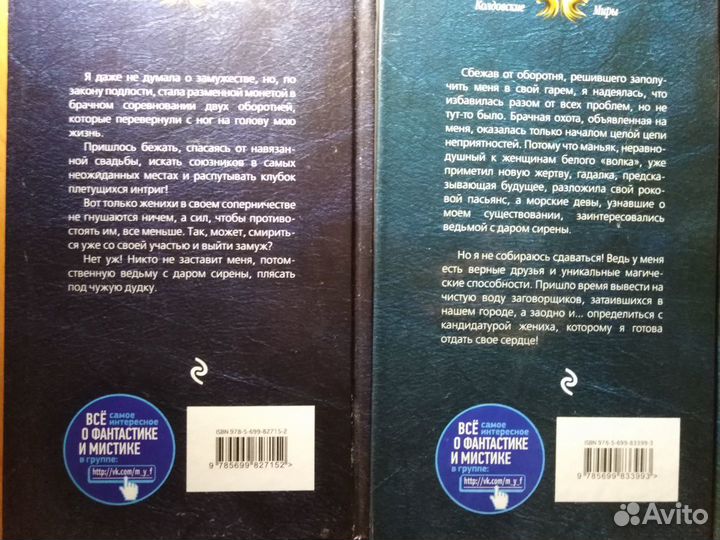 Я даже не думала о замужестве, но, по
закону подлости, стала разменной монетой в
брачном соревновании двух оборотней,
которые перевернули с ног на голову мою
жизнь.
Пришлось бежать, спасаясь от навязан-
ной свадьбы, искать союзников в самых
неожиданных местах и распутывать клубок
плетущихся интриг!
Вот только женихи в своем соперничестве
не гнушаются ничем, а сил, чтобы противо-
стоять им, все меньше. Так, может, смирить-
ся уже со своей участью и выйти замуж?
Нет уж! Никто не заставит меня, потом-
ственную ведьму с даром сирены, плясать
под чужую дудку.
ВСЁ самое интересное
О ФАНТАСТИКЕ
И МИСТИКЕ
в группе:
http://vk.com/m_y_f
ISBN 978-5-699-82715-2
9 785699 827152>
Колдовские Миры
Сбежав от оборотня, решившего заполу-
чить меня в свой гарем, я надеялась, что
избавилась разом от всех проблем, но не
тут-то было. Брачная охота, объявленная на
меня, оказалась только началом целой цепи
неприятностей. Потому что маньяк, неравно-
душный к женщинам белого «волка», уже
приметил новую жертву, гадалка, предска-
зывающая будущее, разложила свой роко-
вой пасьянс, а морские девы, узнавшие о
моем существовании, заинтересовались
ведьмой с даром сирены.
Но я не собираюсь сдаваться! Ведь у меня
есть верные друзья и уникальные магиче-
ские способности. Пришло время вывести на
чистую воду заговорщиков, затаившихся в
нашем городе, а заодно и... определиться с
кандидатурой жениха, которому я готова
отдать свое сердце!
ВСЁ самое интересное
О ФАНТАСТИКЕ
И МИСТИКЕ
в группе:
http://vk.com/m_y_f
ISBN 978-5-699-83399-3
9 785699 833993>
Avito